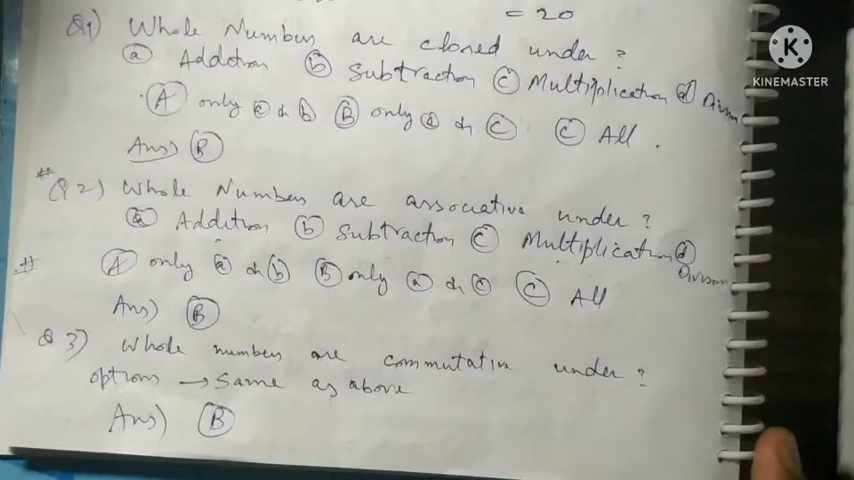 = 20
Q1) Whole Numbers are closed under ?
(a) Addition (b) Subtraction (c) Multiplication (d) Division
(A) only (a) & (b) (B) only (a) & (c) (C) All .
Ans) (B)
# Q2) Whole Numbers are associative under ?
(a) Addition (b) Subtraction (c) Multiplication (d) Division
# (A) only (a) & (b) (B) only (a) & (c) (C) All
Ans) (B)
Q 3) Whole numbers are commutative under ?
options → Same as above
Ans) (B)
K
KINEMASTER